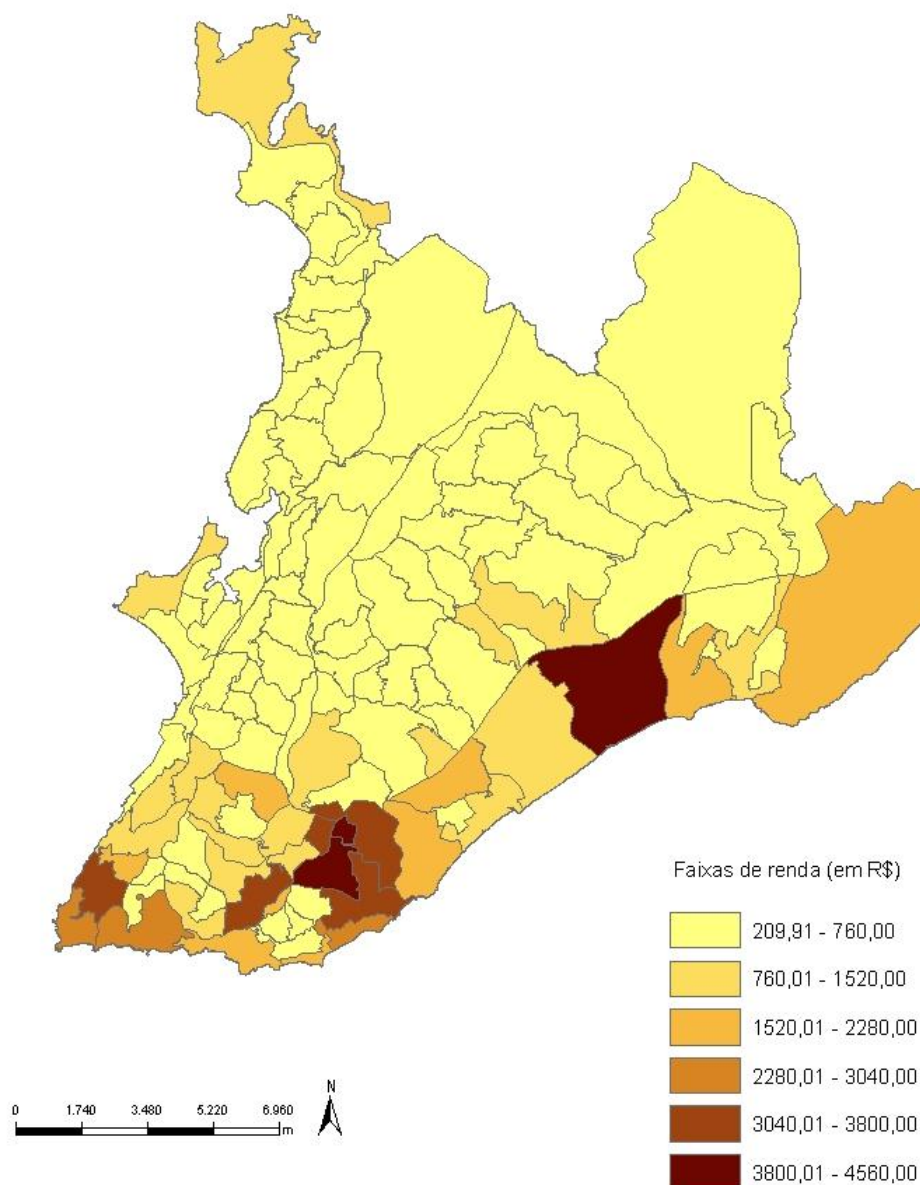 Faixas de renda (em R$)
209,91 - 760,00
760,01 - 1520,00
1520,01 - 2280,00
2280,01 - 3040,00
3040,01 - 3800,00
3800,01 - 4560,00
N
0 1.740 3.480 5.220 6.960
m